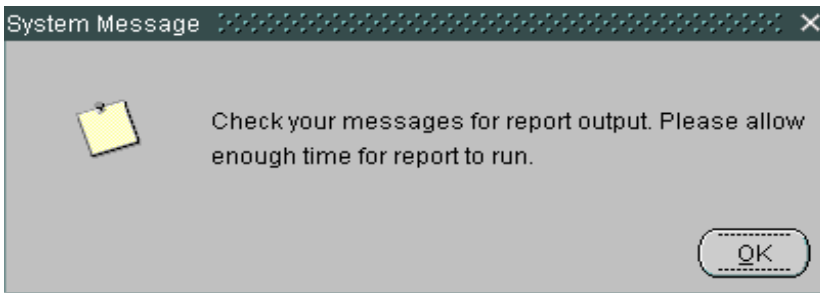 System Message
Check your messages for report output. Please allow
enough time for report to run.
OK